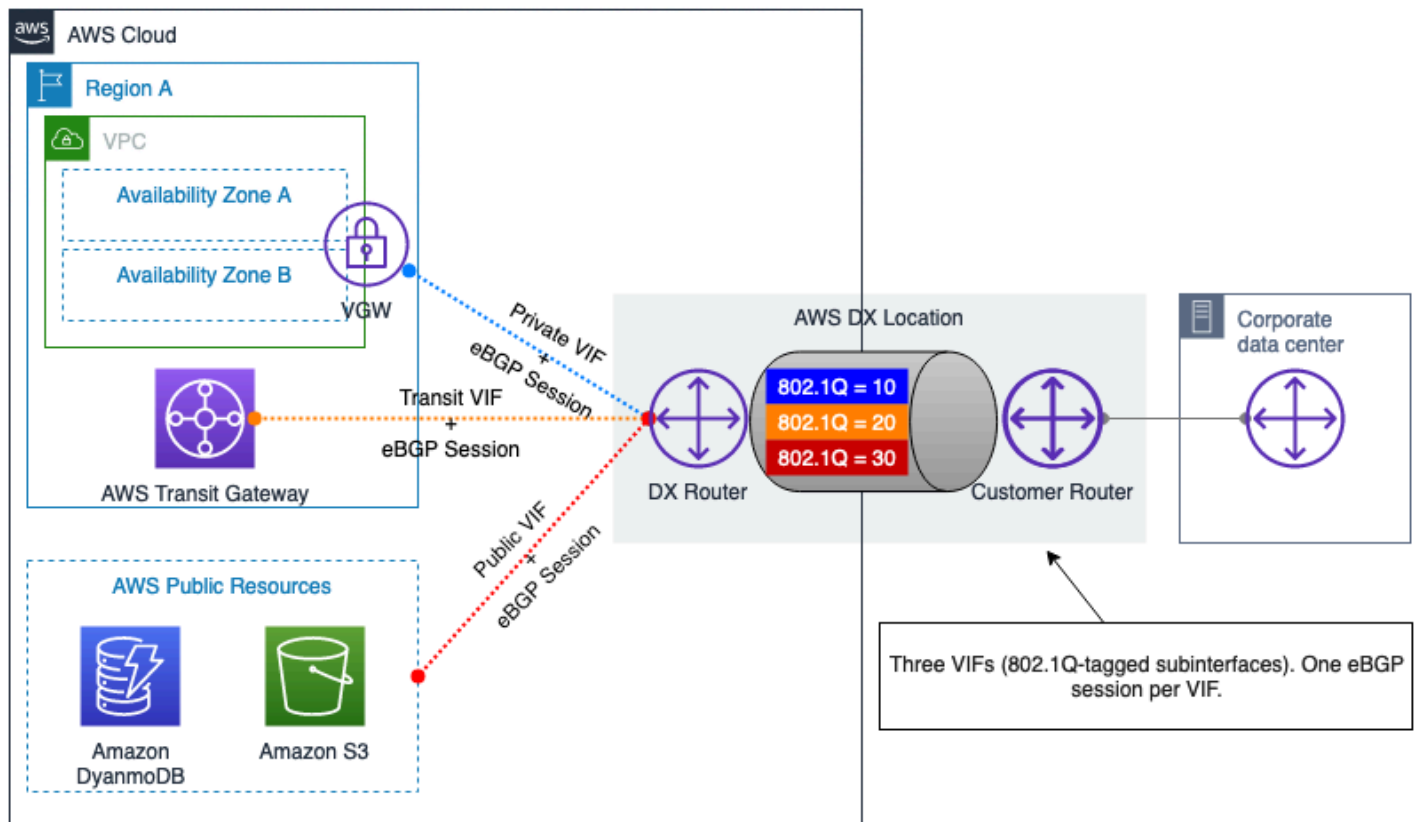 aws
AWS Cloud
Region A
VPC
Availability Zone A
Availability Zone B
VGW
Private VIF
+
eBGP Session
Transit VIF
+
eBGP Session
AWS Transit Gateway
Public VIF
+
eBGP Session
AWS Public Resources
Amazon
DyanmoDB
Amazon S3
AWS DX Location
802.1Q = 10
802.1Q = 20
802.1Q = 30
DX Router
Customer Router
Corporate
data center
Three VIFs (802.1Q-tagged subinterfaces). One eBGP
session per VIF.